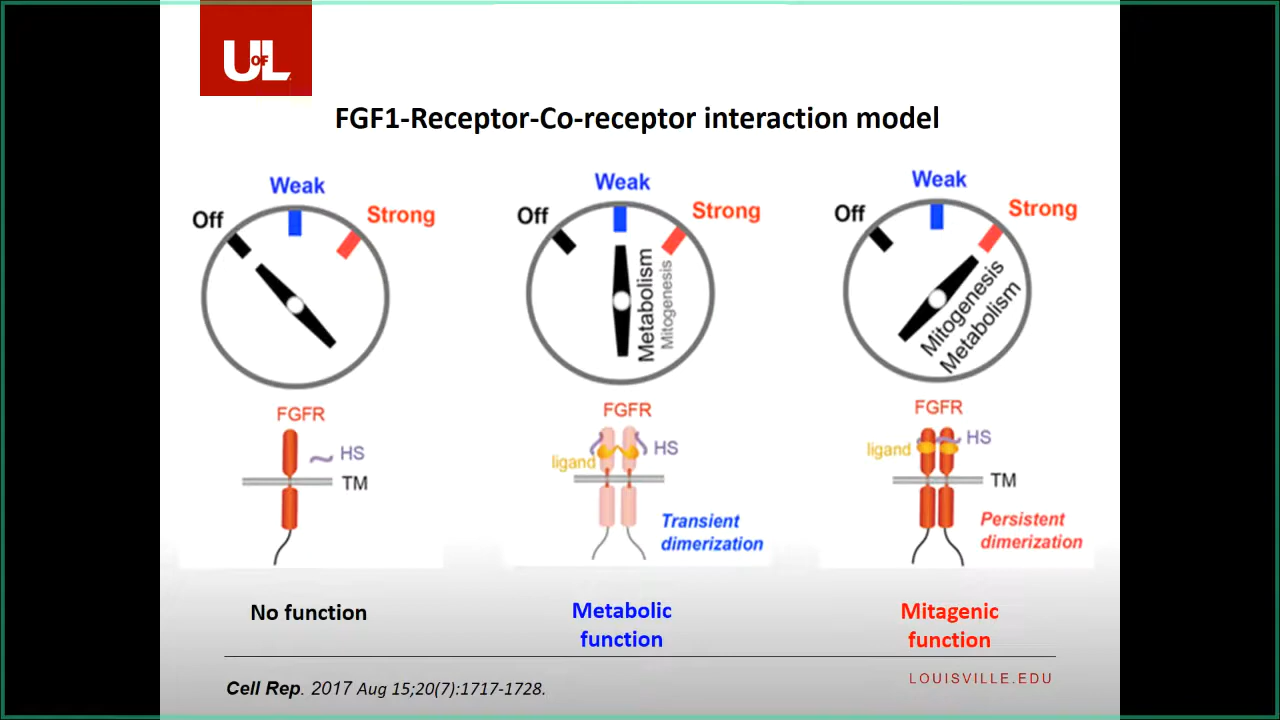 UofL
FGF1-Receptor-Co-receptor interaction model
Off
Weak
Strong
FGFR
HS
TM
No function
Off
Weak
Strong
Metabolism
Mitogenesis
FGFR
ligand
HS
Transient
dimerization
Metabolic
function
Off
Weak
Strong
Mitogenesis
Metabolism
FGFR
ligand
HS
TM
Persistent
dimerization
Mitagenic
function
Cell Rep. 2017 Aug 15;20(7):1717-1728.
LOUISVILLE.EDU